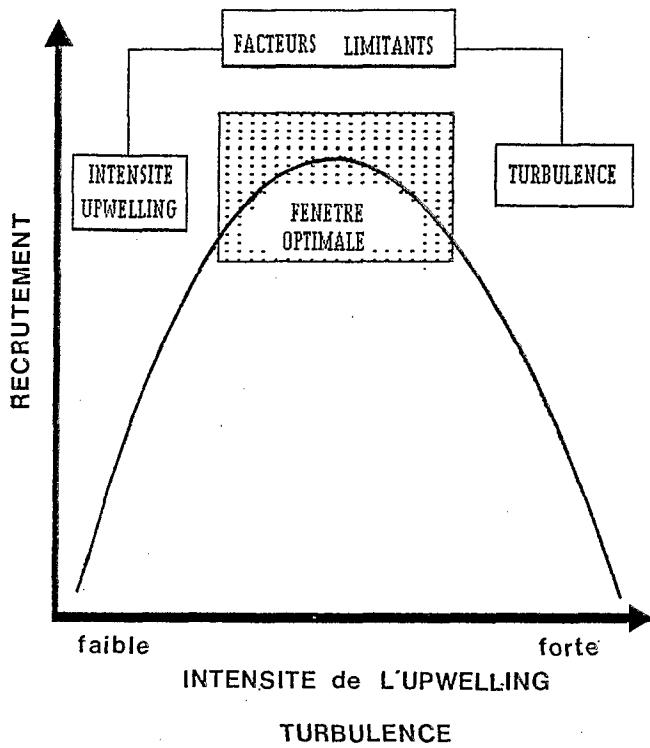 FACTEURS LIMITANTS
INTENSITE
UPWELLING
TURBULENCE
FENETRE
OPTIMALE
RECRUTEMENT
faible
forte
INTENSITE de L'UPWELLING
TURBULENCE